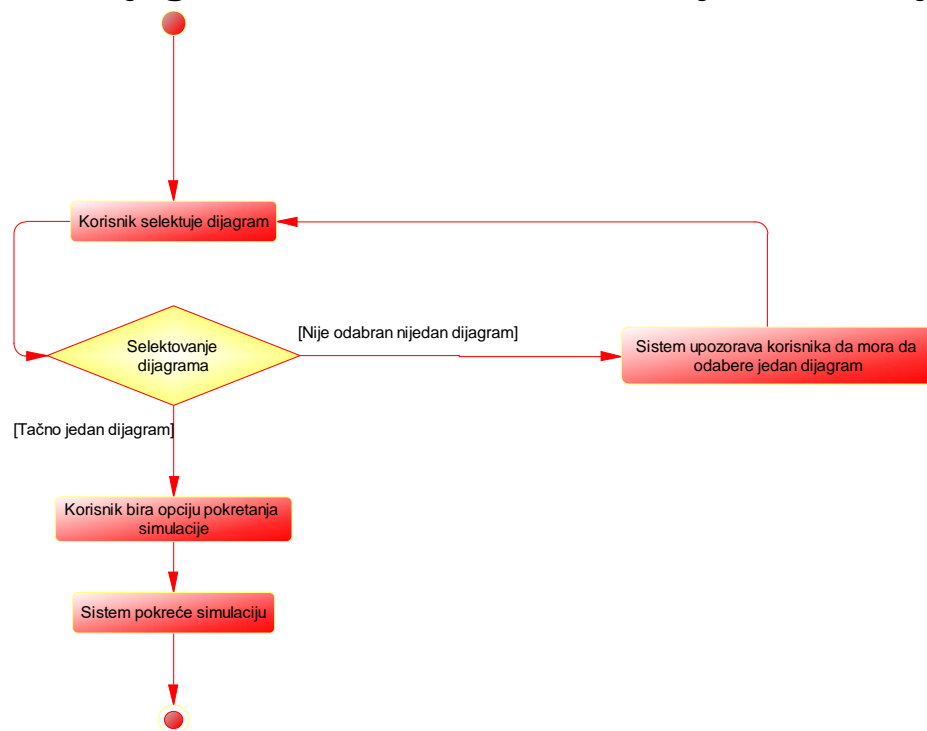 Korisnik selektuje dijagram
Selektovanje
dijagrama
[Nije odabran nijedan dijagram]
Sistem upozorava korisnika da mora da
odabere jedan dijagram
[Tačno jedan dijagram]
Korisnik bira opciju pokretanja
simulacije
Sistem pokreće simulaciju